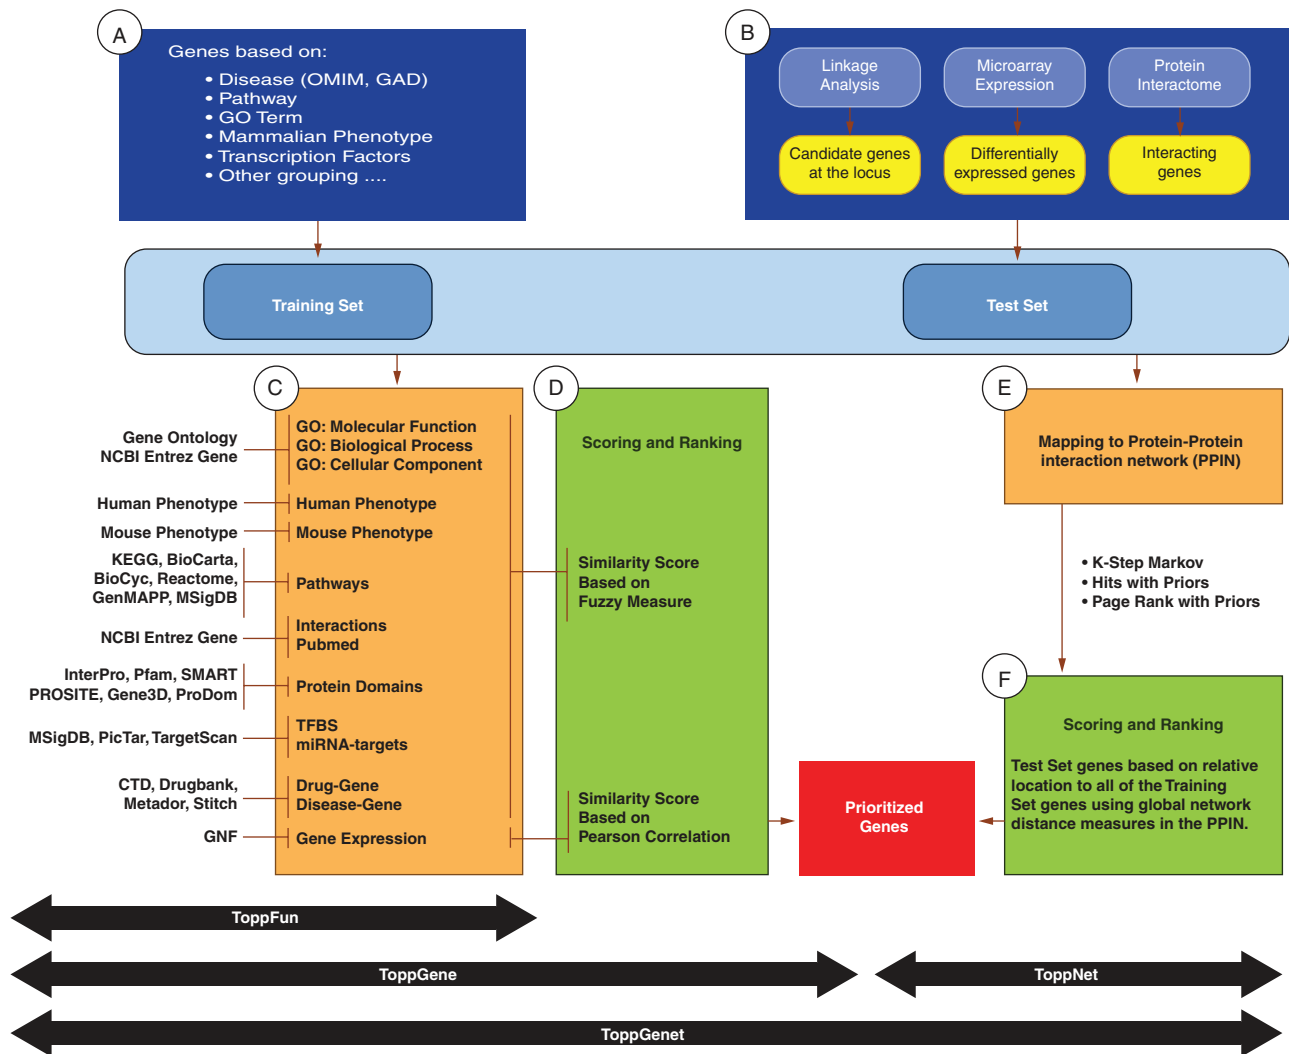 A
Genes based on:
• Disease (OMIM, GAD)
• Pathway
• GO Term
• Mammalian Phenotype
• Transcription Factors
• Other grouping ....
B
Linkage
Analysis
Microarray
Expression
Protein
Interactome
Candidate genes
at the locus
Differentially
expressed genes
Interacting
genes
Training Set
Test Set
C
Gene Ontology
NCBI Entrez Gene
GO: Molecular Function
GO: Biological Process
GO: Cellular Component
Human Phenotype
Human Phenotype
Mouse Phenotype
Mouse Phenotype
KEGG, BioCarta,
BioCyc, Reactome,
GenMAPP, MSigDB
Pathways
NCBI Entrez Gene
Interactions
Pubmed
InterPro, Pfam, SMART
PROSITE, Gene3D, ProDom
Protein Domains
MSigDB, PicTar, TargetScan
TFBS
miRNA-targets
CTD, Drugbank,
Metador, Stitch
Drug-Gene
Disease-Gene
GNF
Gene Expression
D
Scoring and Ranking
Similarity Score
Based on
Fuzzy Measure
Similarity Score
Based on
Pearson Correlation
Prioritized
Genes
E
Mapping to Protein-Protein
interaction network (PPIN)
• K-Step Markov
• Hits with Priors
• Page Rank with Priors
F
Scoring and Ranking
Test Set genes based on relative
location to all of the Training
Set genes using global network
distance measures in the PPIN.
ToppFun
ToppGene
ToppNet
ToppGenet